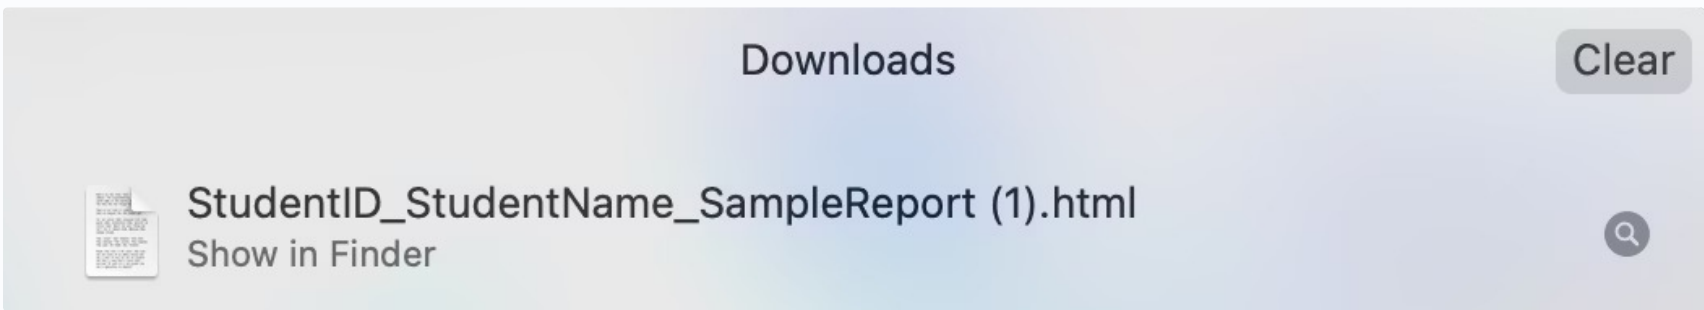 Downloads
Clear
StudentID_StudentName_SampleReport (1).html
Show in Finder